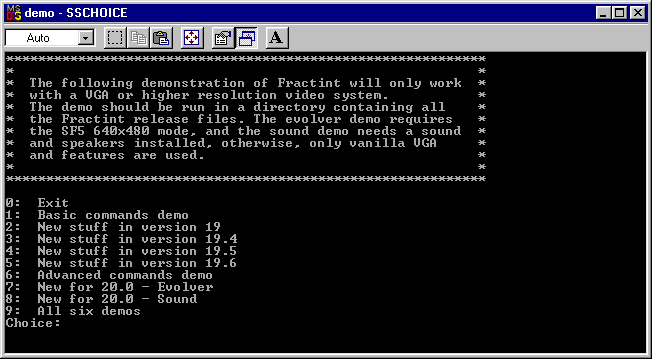 demo - SSCHOICE
Auto
A
*************************************************************
*                                                           *
*  The following demonstration of Fractint will only work   *
*  with a VGA or higher resolution video system.            *
*  The demo should be run in a directory containing all     *
*  the Fractint release files. The evolver demo requires    *
*  the SF5 640x480 mode, and the sound demo needs a sound   *
*  and speakers installed, otherwise, only vanilla VGA      *
*  and features are used.                                   *
*                                                           *
*************************************************************
0:  Exit
1:  Basic commands demo
2:  New stuff in version 19
3:  New stuff in version 19.4
4:  New stuff in version 19.5
5:  New stuff in version 19.6
6:  Advanced commands demo
7:  New for 20.0 - Evolver
8:  New for 20.0 - Sound
9:  All six demos
Choice: